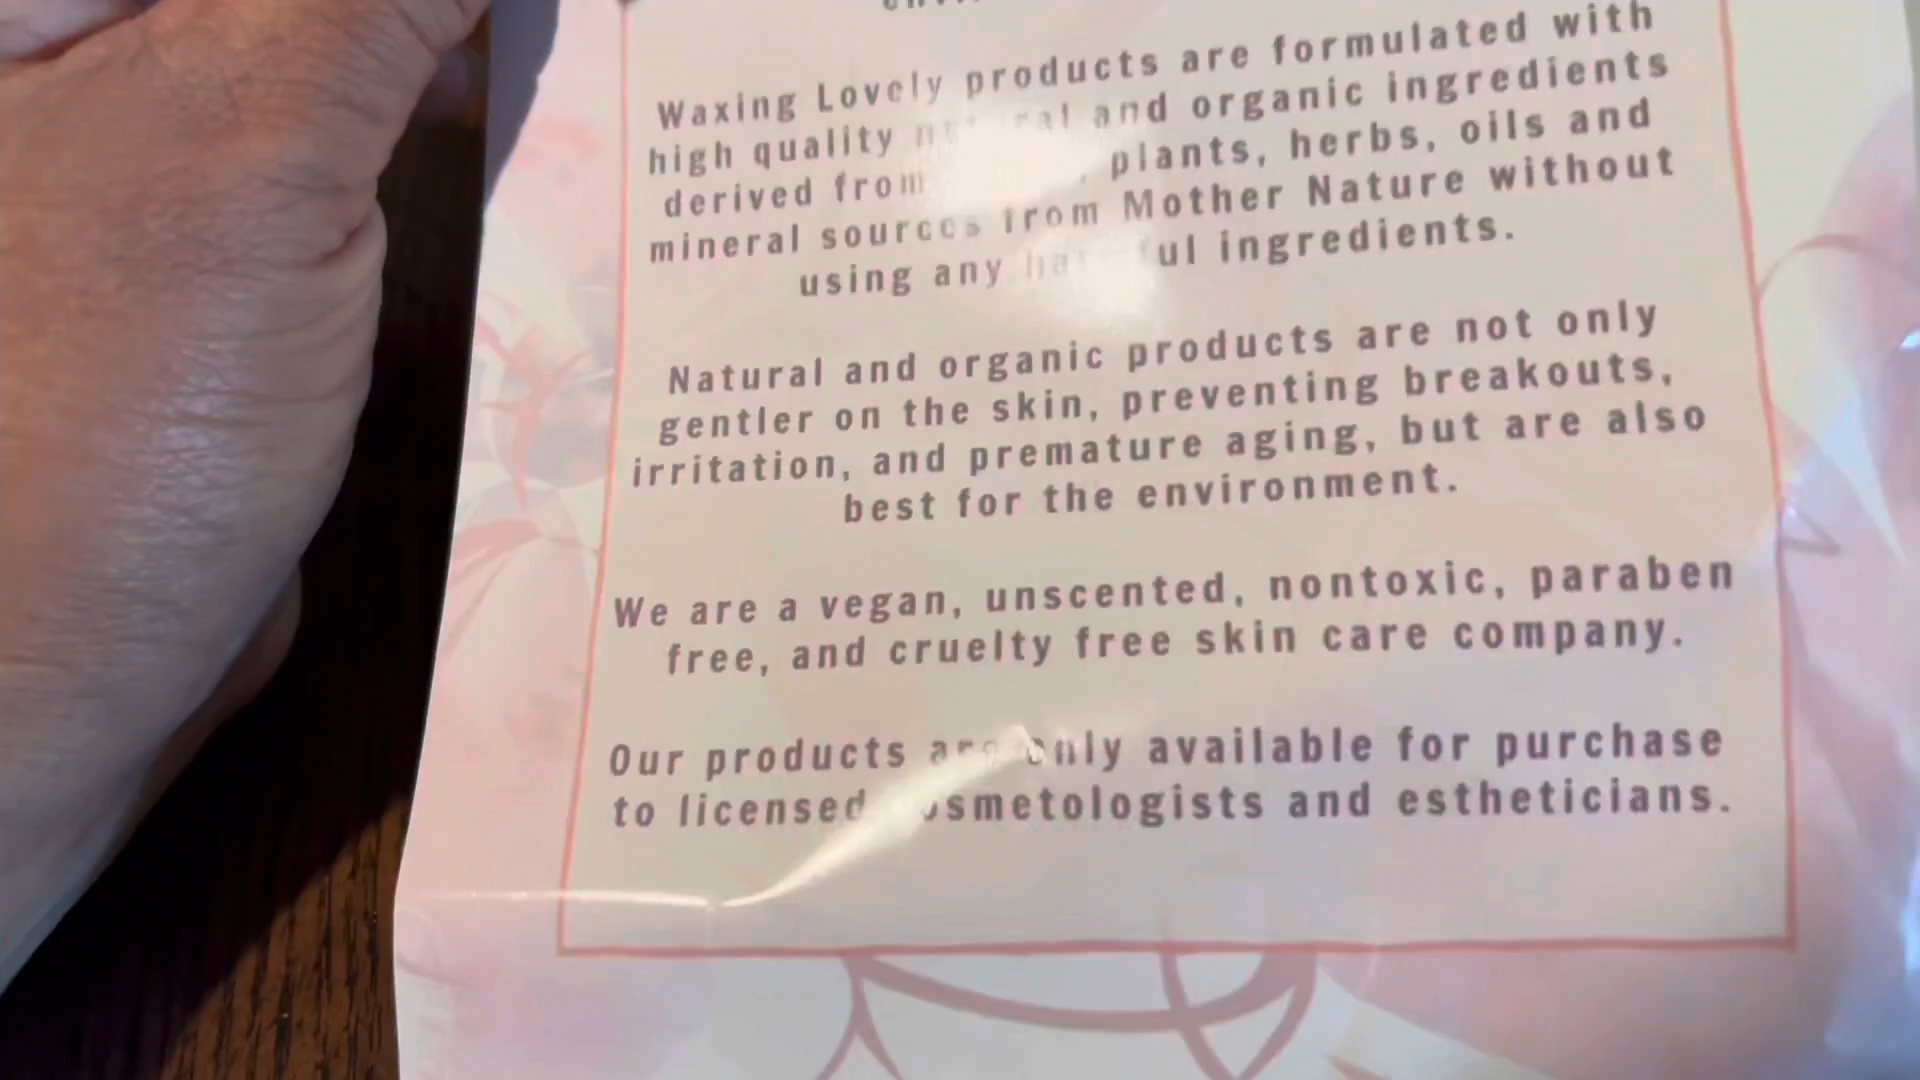 Waxing Lovely products are formulated with
high quality and organic ingredients
derived from plants, herbs, oils and
mineral sources from Mother Nature without
using any ingredients.
Natural and organic products are not only
gentler on the skin, preventing breakouts,
irritation, and premature aging, but are also
best for the environment.
We are a vegan, unscented, nontoxic, paraben
free, and cruelty free skin care company.
Our products are only available for purchase
to licensed cosmetologists and estheticians.